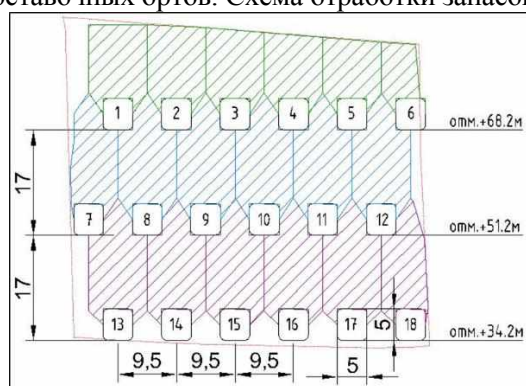 оставочных ортов. Схема отработки запасо
1 2 3 4 5 6
отм.+68.2м
17
7 8 9 10 11 12
отм.+51.2м
17
13 14 15 16 17 18
5
отм.+34.2м
9,5 9,5 9,5 5